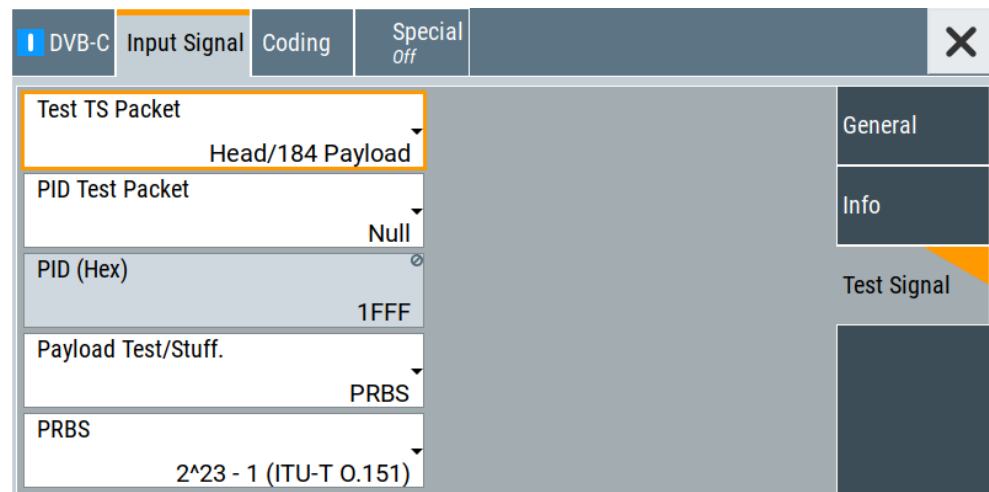 DVB-C
Input Signal
Coding
Special
Off
Test TS Packet
Head/184 Payload
PID Test Packet
Null
PID (Hex)
1FFF
Payload Test/Stuff.
PRBS
PRBS
2^23 - 1 (ITU-T O.151)
General
Info
Test Signal